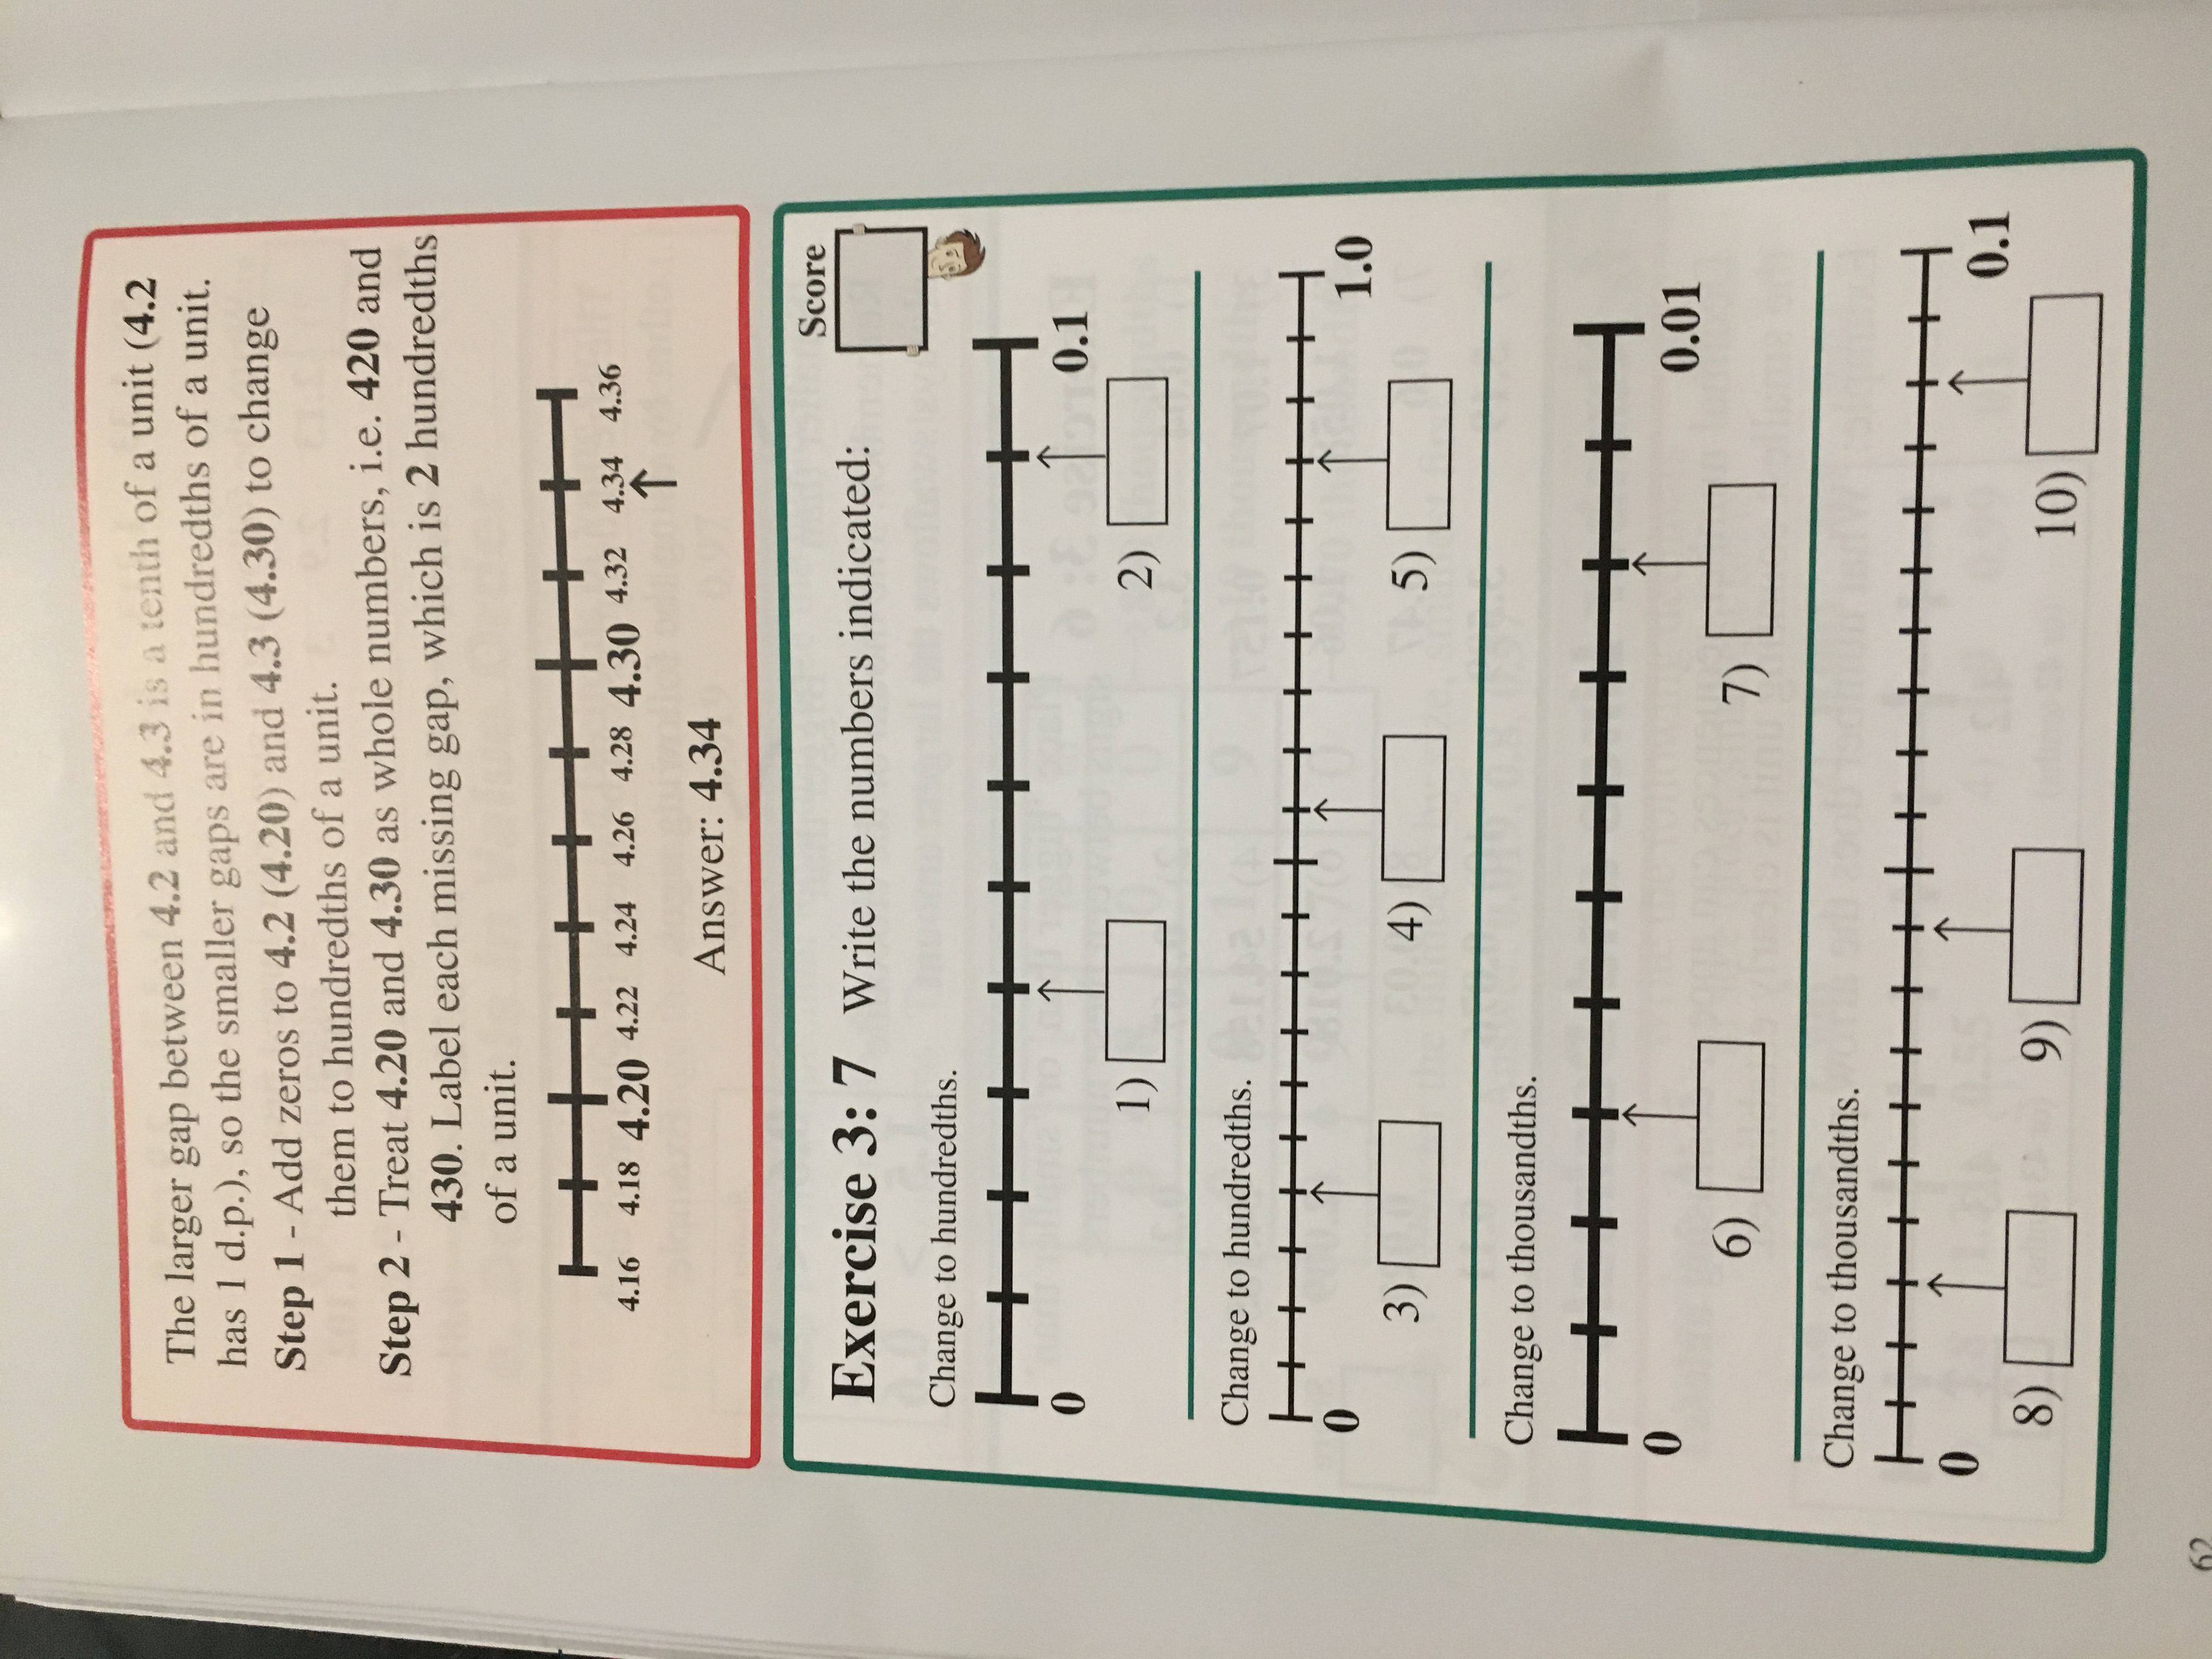 The larger gap between 4.2 and 4.3 is a tenth of a unit (4.2
has 1 d.p.), so the smaller gaps are in hundredths of a unit.
Step 1 - Add zeros to 4.2 (4.20) and 4.3 (4.30) to change
them to hundredths of a unit.
Step 2 - Treat 4.20 and 4.30 as whole numbers, i.e. 420 and
430. Label each missing gap, which is 2 hundredths
of a unit.
4.16 4.18 4.20 4.22 4.24 4.26 4.28 4.30 4.32 4.34 4.36
Answer: 4.34
Score
Exercise 3: 7 Write the numbers indicated:
Change to hundredths.
0 0.1
1) 2)
Change to hundredths.
0 1.0
3) 4) 5)
Change to thousandths.
0 0.01
6) 7)
Change to thousandths.
0 0.1
8) 9) 10)
62